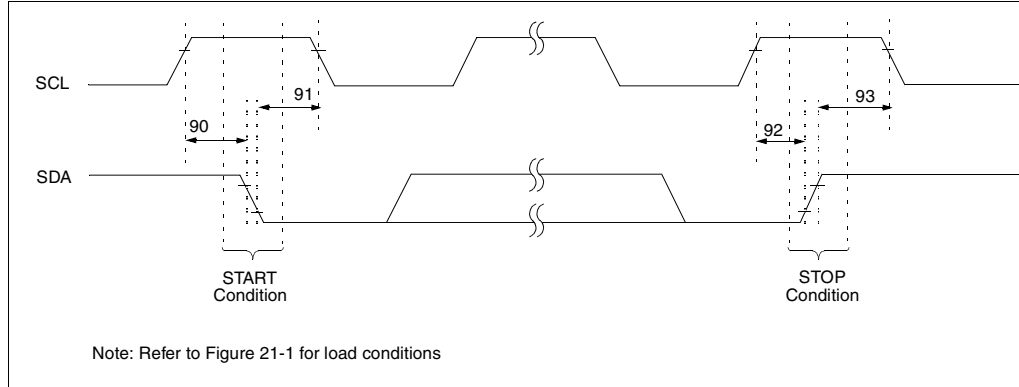 SCL
91
93
90
92
SDA
START
Condition
STOP
Condition
Note: Refer to Figure 21-1 for load conditions